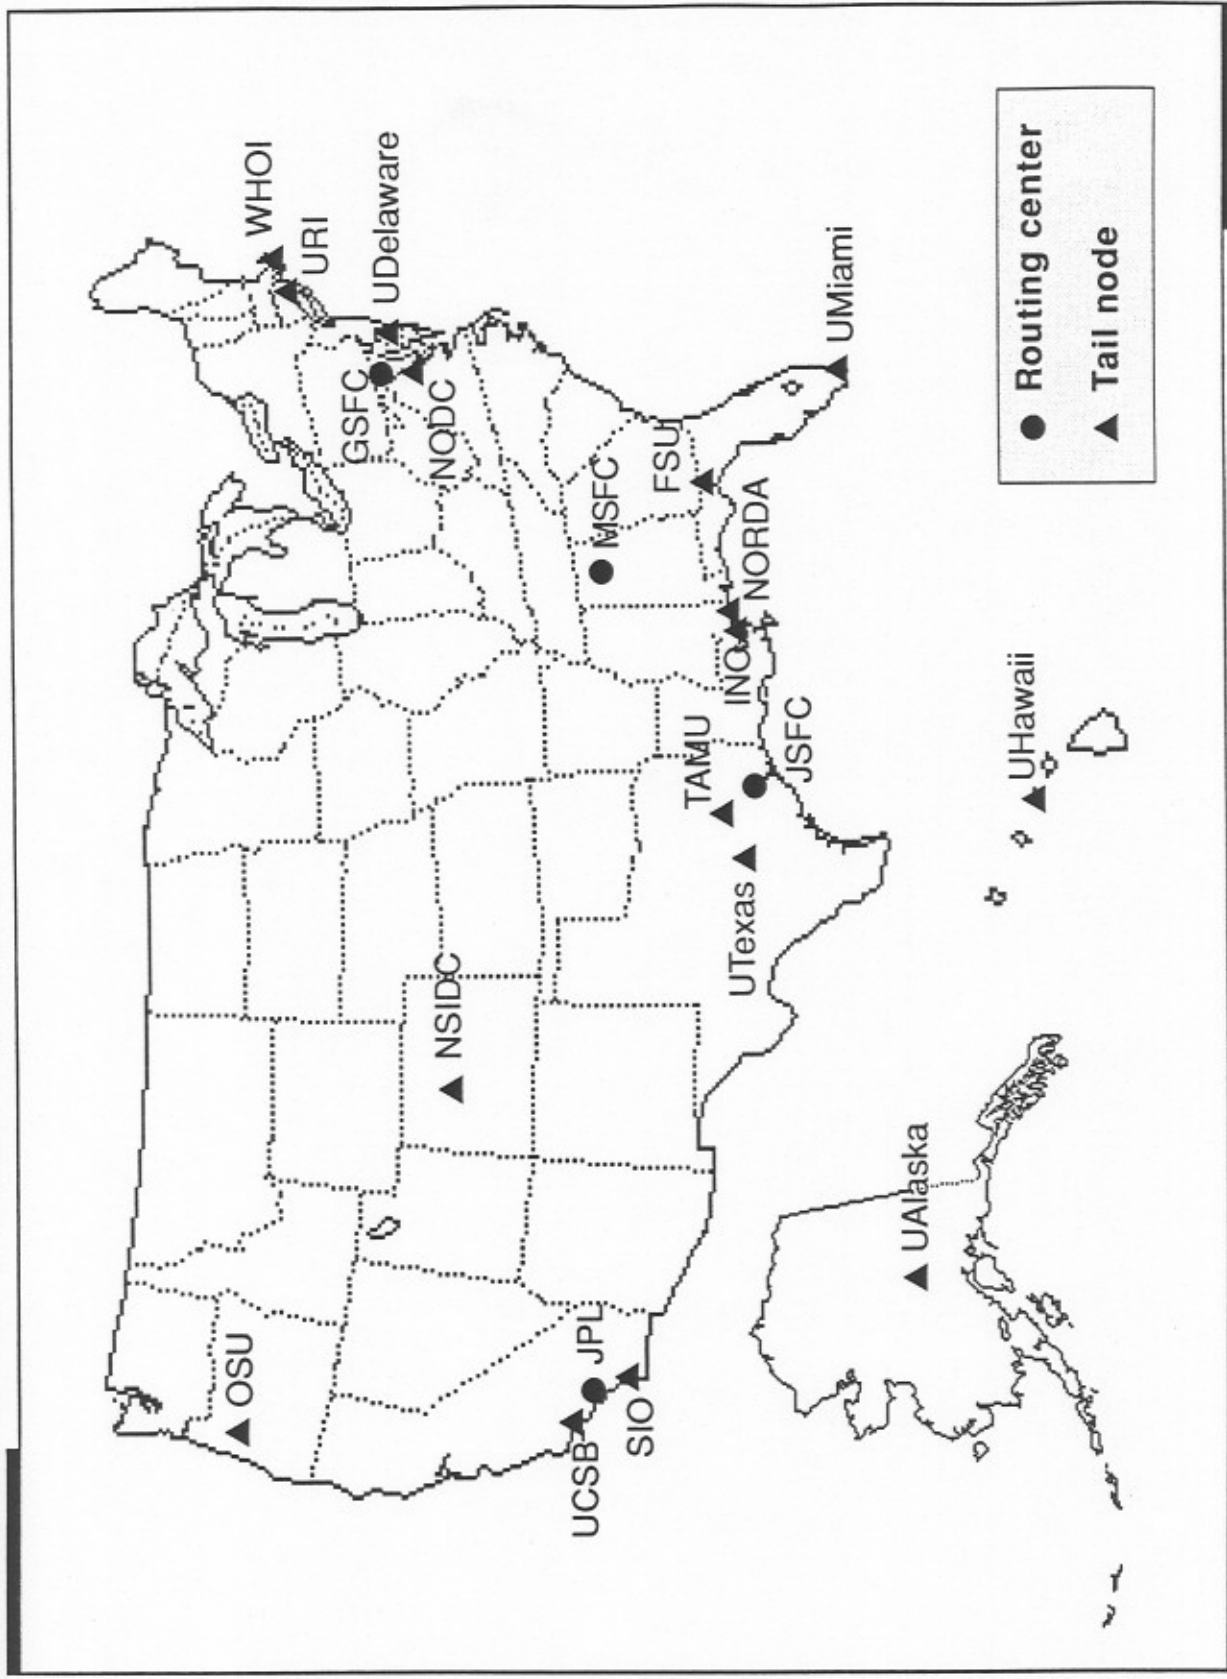 WHOI
URI
UDelaware
GSFC
NODC
OSU
NSIDC
MSFC
FSU
UMiami
NORDA
INO
TAMU
JSFC
UTexas
JPL
UCSB
SIO
UHawaii
UAlaska
Routing center
Tail node